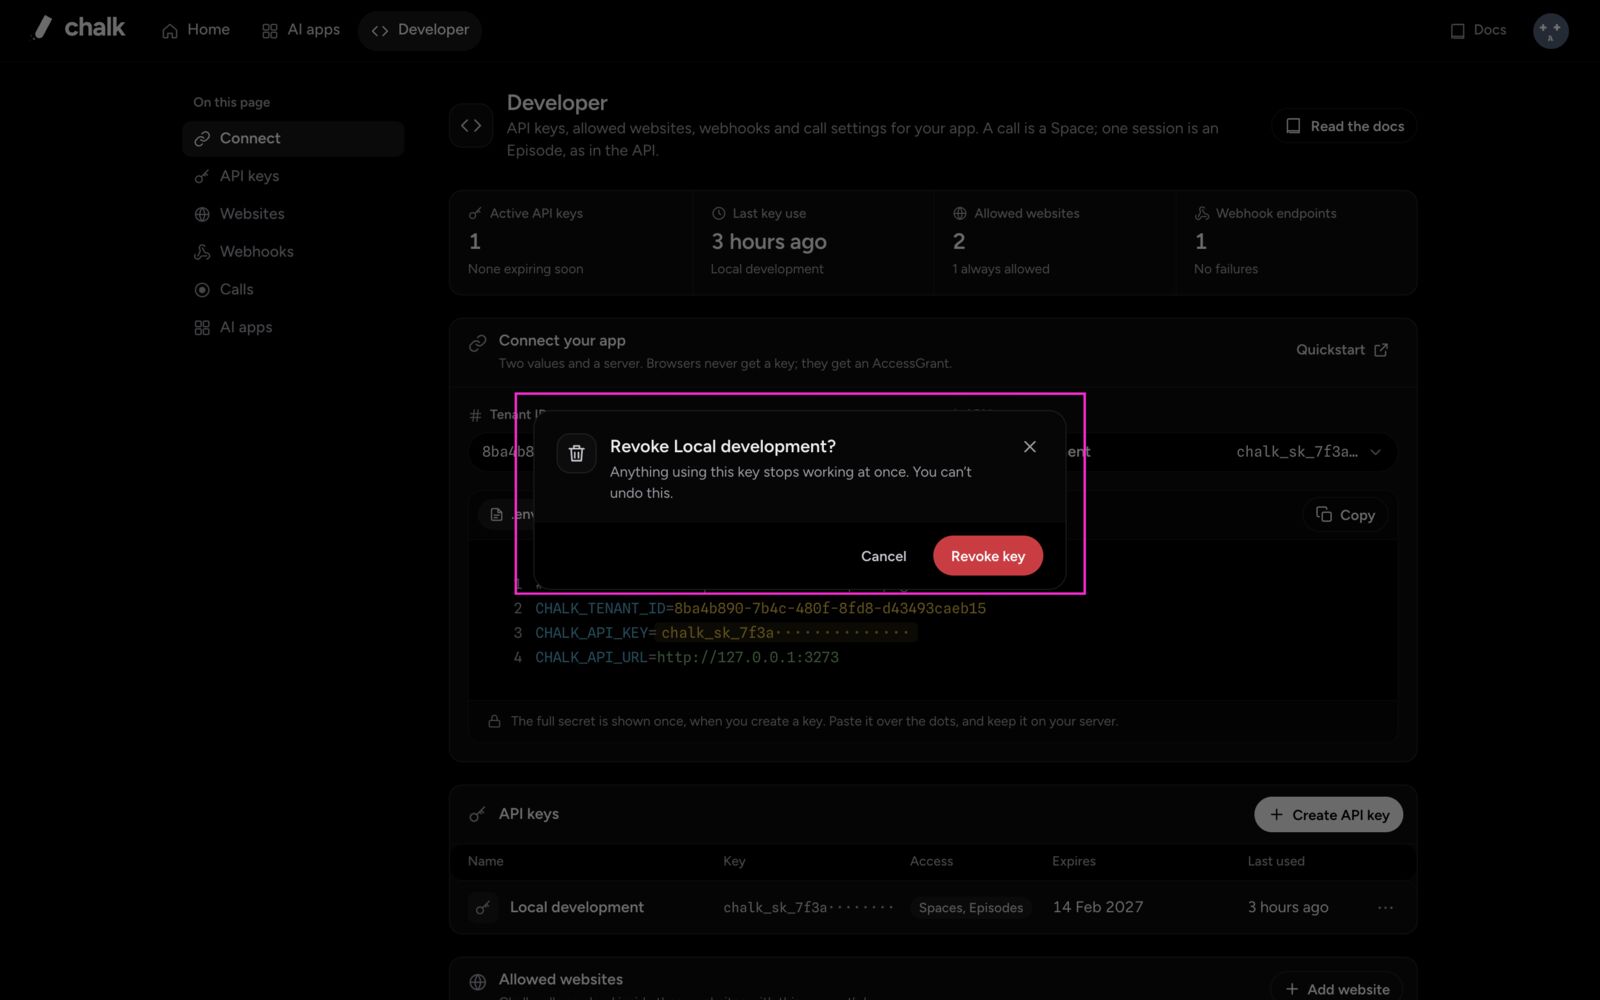 chalk
Home
AI apps
Developer
Docs
On this page
Connect
API keys
Websites
Webhooks
Calls
AI apps
Developer
API keys, allowed websites, webhooks and call settings for your app. A call is a Space; one session is an
Episode, as in the API.
Read the docs
Active API keys
1
None expiring soon
Last key use
3 hours ago
Local development
Allowed websites
2
1 always allowed
Webhook endpoints
1
No failures
Connect your app
Two values and a server. Browsers never get a key; they get an AccessGrant.
Quickstart
# Tenant ID
8ba4b8
chalk_sk_7f3a…
.env
Copy
Revoke Local development?
Anything using this key stops working at once. You can’t
undo this.
Cancel
Revoke key
1
2 CHALK_TENANT_ID=8ba4b890-7b4c-480f-8fd8-d43493caeb15
3 CHALK_API_KEY=chalk_sk_7f3a··············
4 CHALK_API_URL=http://127.0.0.1:3273
The full secret is shown once, when you create a key. Paste it over the dots, and keep it on your server.
API keys
+ Create API key
Name Key Access Expires Last used
Local development chalk_sk_7f3a········ Spaces, Episodes 14 Feb 2027 3 hours ago ···
Allowed websites
+ Add website